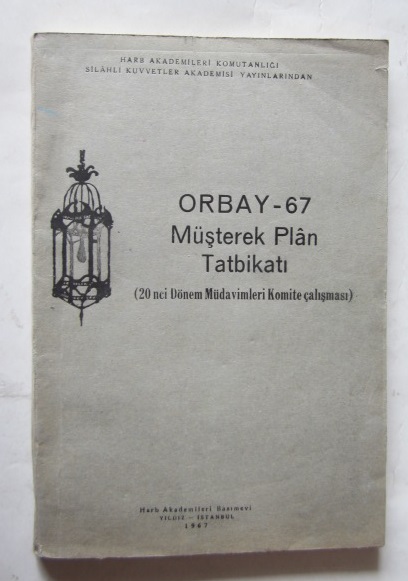 HARB AKADEMİLERİ KOMUTANLIĞI
SİLÂHLI KUVVETLER AKADEMİSİ YAYINLARINDAN
ORBAY-67
Müşterek Plân
Tatbikatı
(20 nci Dönem Müdavimleri Komite çalışması)
Harb Akademileri Basımevi
YILDIZ — İSTANBUL
1967